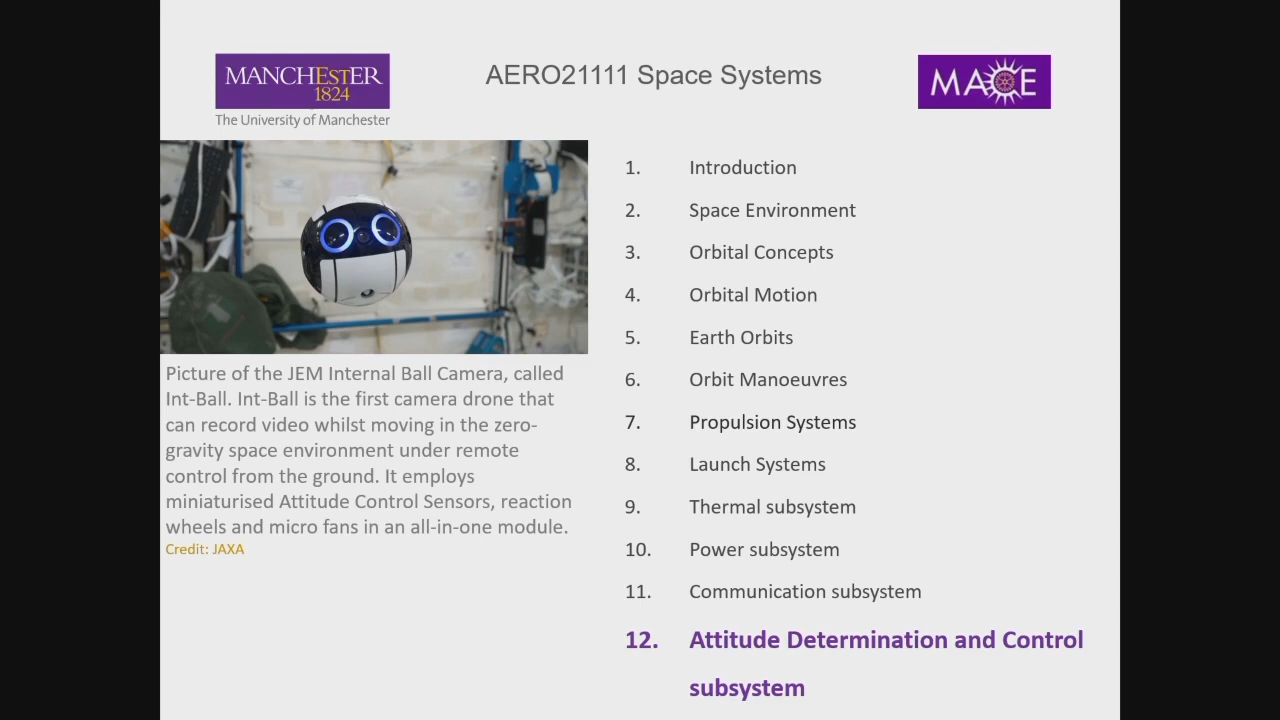 MANCHEstER
1824
The University of Manchester
AERO21111 Space Systems
MACE
Picture of the JEM Internal Ball Camera, called
Int-Ball. Int-Ball is the first camera drone that
can record video whilst moving in the zero-
gravity space environment under remote
control from the ground. It employs
miniaturised Attitude Control Sensors, reaction
wheels and micro fans in an all-in-one module.
Credit: JAXA
1. Introduction
2. Space Environment
3. Orbital Concepts
4. Orbital Motion
5. Earth Orbits
6. Orbit Manoeuvres
7. Propulsion Systems
8. Launch Systems
9. Thermal subsystem
10. Power subsystem
11. Communication subsystem
12. Attitude Determination and Control
subsystem